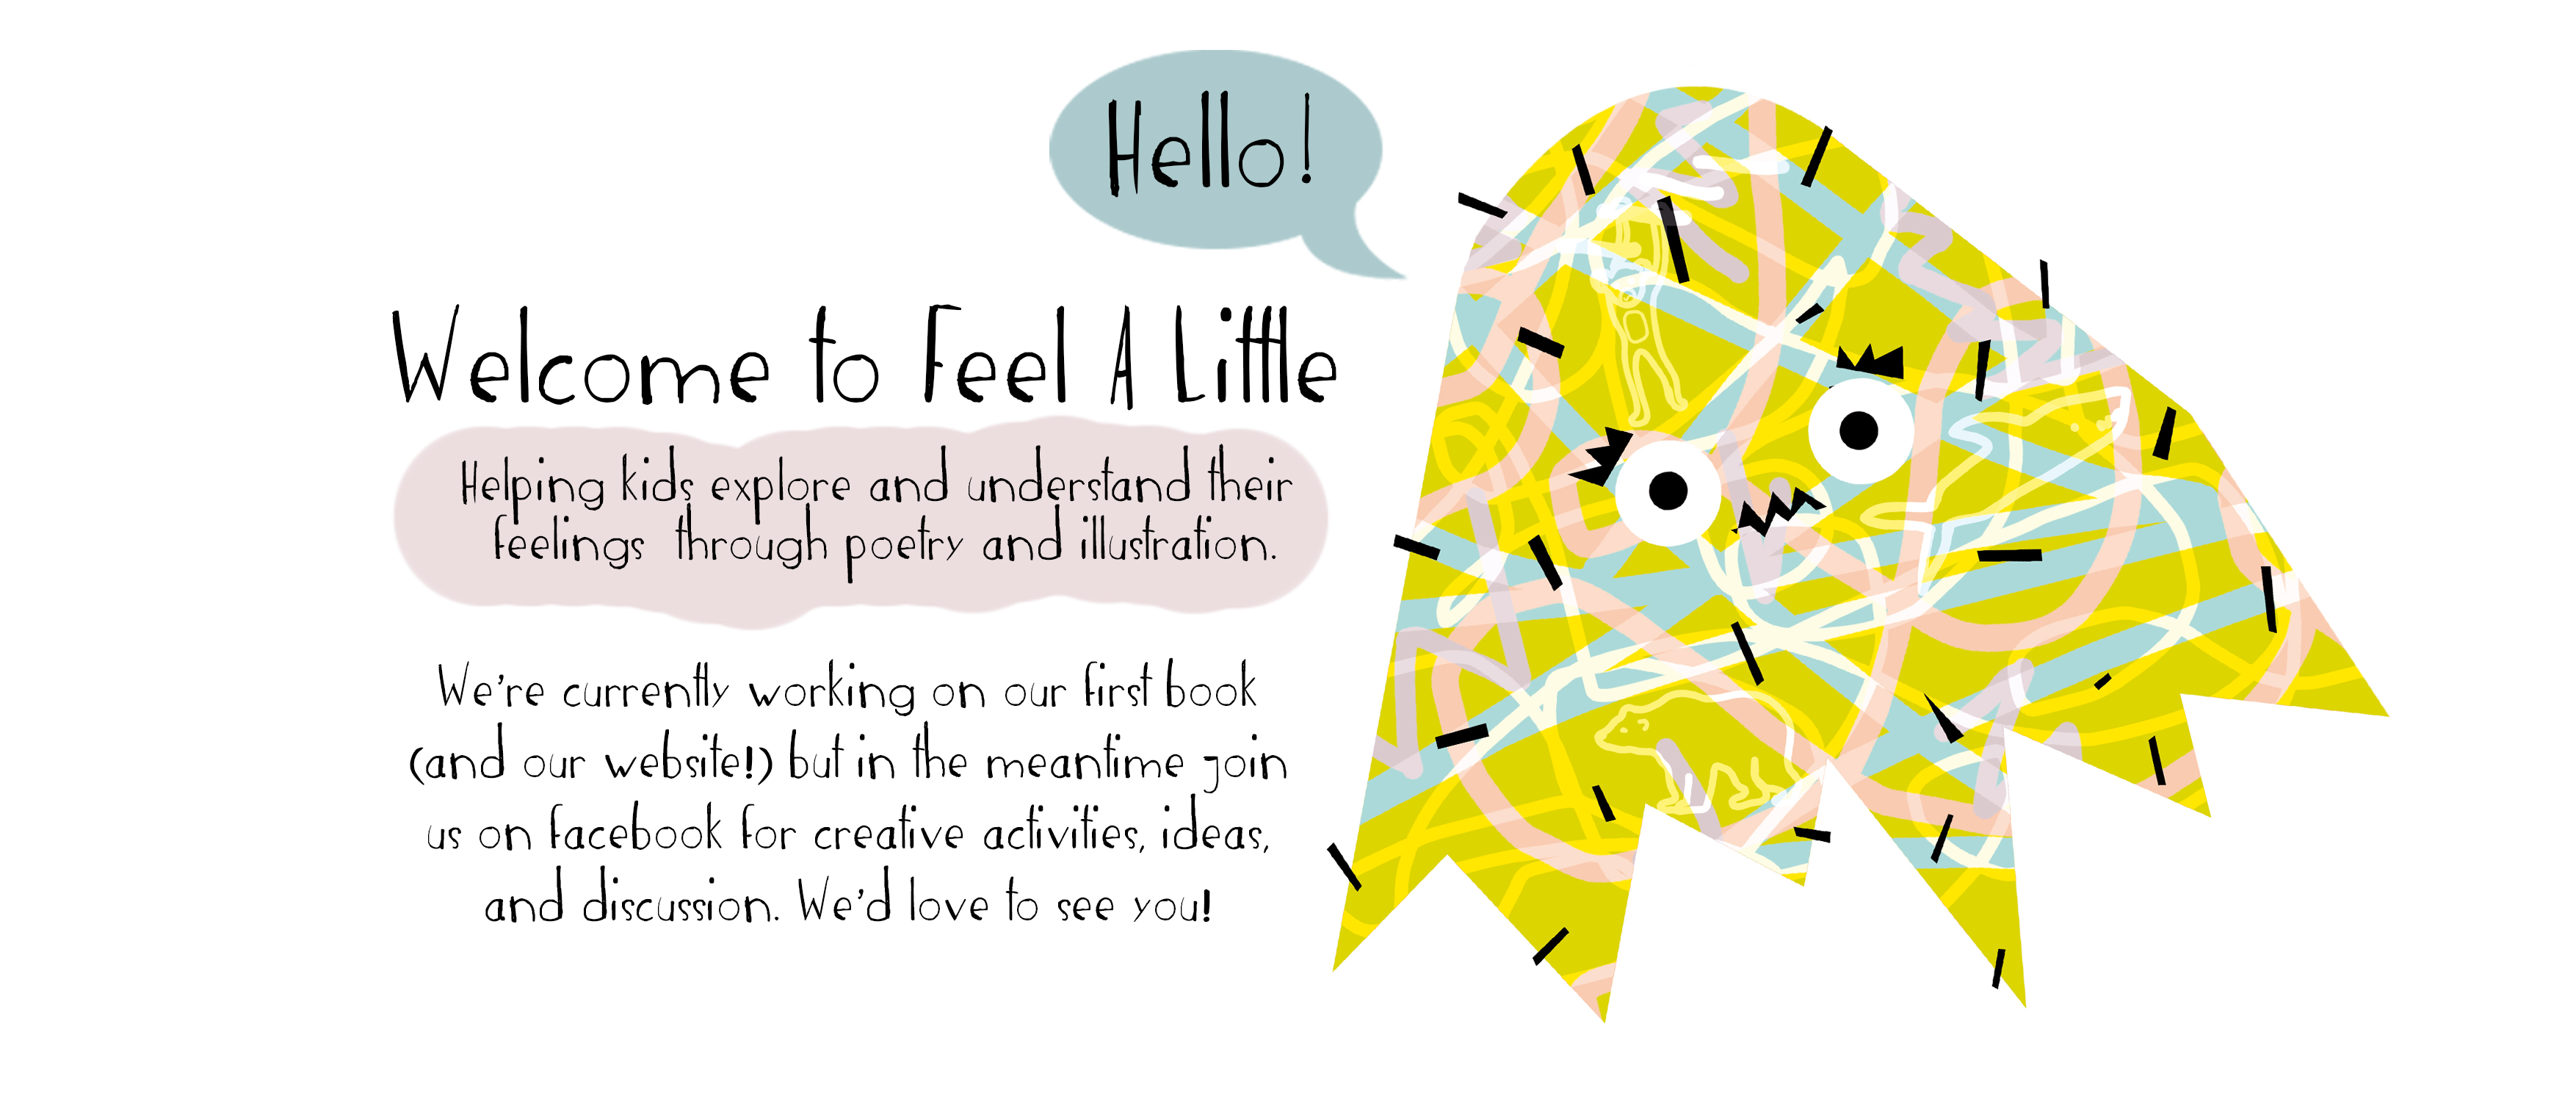 Hello!
Welcome to Feel A Little
Helping kids explore and understand their
feelings through poetry and illustration.
We're currently working on our first book
(and our website!) but in the meantime join
us on facebook for creative activities, ideas,
and discussion. We'd love to see you!